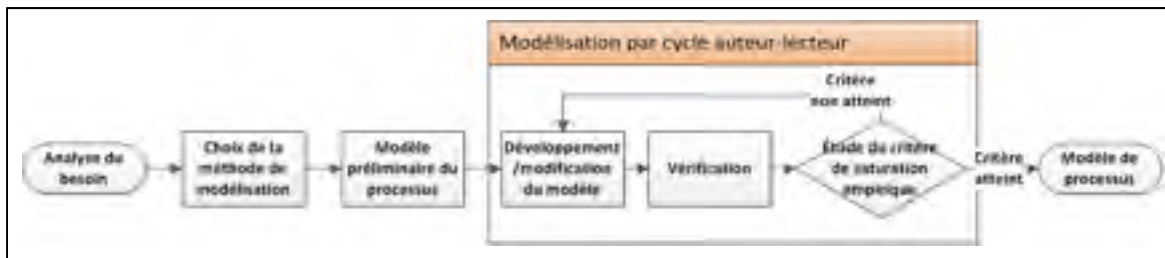 Modélisation par cycle auteur-lecteur
Critère
non atteint
Analyse du
besoin
Choix de la
méthode de
modélisation
Modèle
préliminaire du
processus
Développement
/modification
du modèle
Vérification
Étude du critère
de saturation
empirique
Critère
atteint
Modèle de
processus